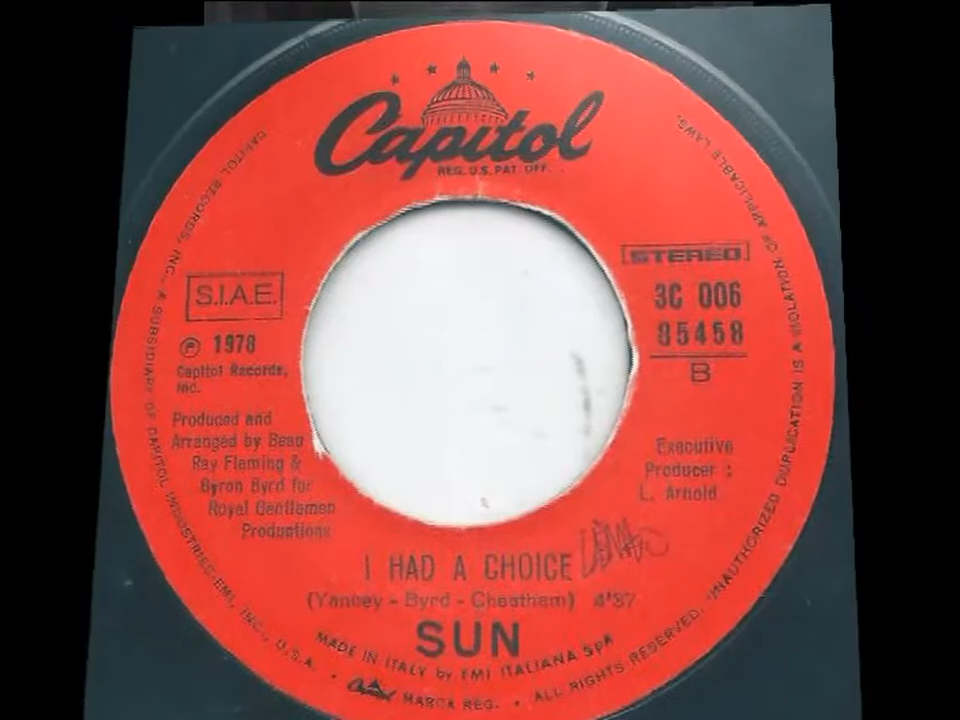 Capitol
REG. U.S. PAT. OFF.
STEREO
3C 006
85458
B
S.I.A.E.
℗ 1978
Capitol Records,
Inc.
Produced and
Arranged by Beau
Ray Fleming &
Byron Byrd for
Royal Gentlemen
Productions
Executive
Producer :
L. Arnold
I HAD A CHOICE
(Yancey - Byrd - Cheatham) 4'37
SUN
MADE IN ITALY by EMI ITALIANA SpA
CAPITOL RECORDS, INC., A SUBSIDIARY OF CAPITOL INDUSTRIES-EMI, INC., U.S.A. • Capitol MARCA REG. • ALL RIGHTS RESERVED. UNAUTHORIZED DUPLICATION IS A VIOLATION OF APPLICABLE LAWS.